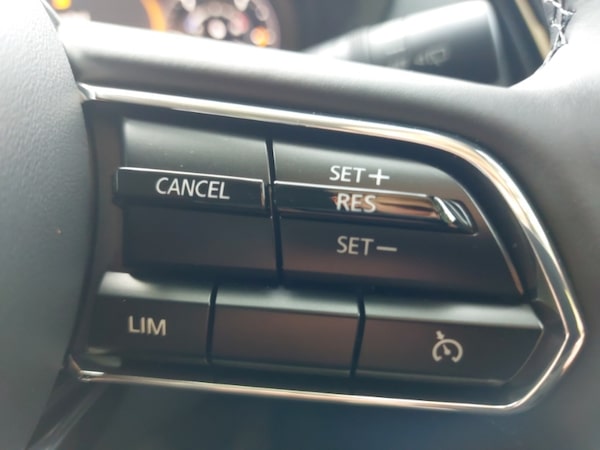 SET+
CANCEL
RES
SET-
LIM